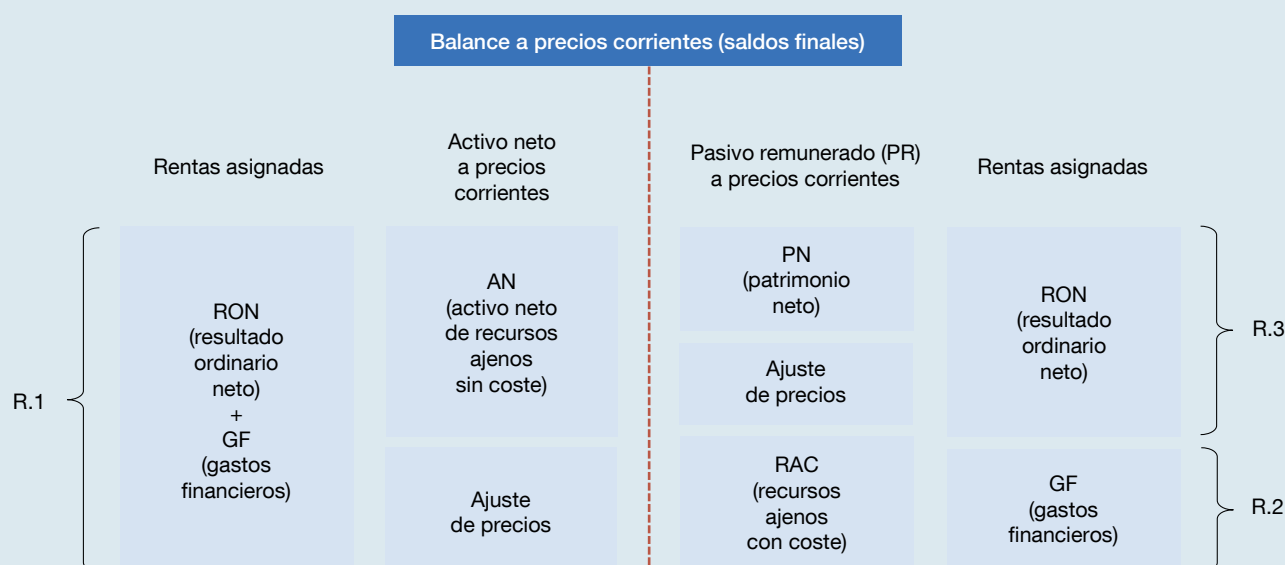 Balance a precios corrientes (saldos finales)
Rentas asignadas
Activo neto
a precios
corrientes
Pasivo remunerado (PR)
a precios corrientes
Rentas asignadas
R.1
RON
(resultado
ordinario
neto)
+
GF
(gastos
financieros)
AN
(activo neto
de recursos
ajenos
sin coste)
Ajuste
de precios
PN
(patrimonio
neto)
Ajuste
de precios
RAC
(recursos
ajenos
con coste)
RON
(resultado
ordinario
neto)
GF
(gastos
financieros)
R.3
R.2